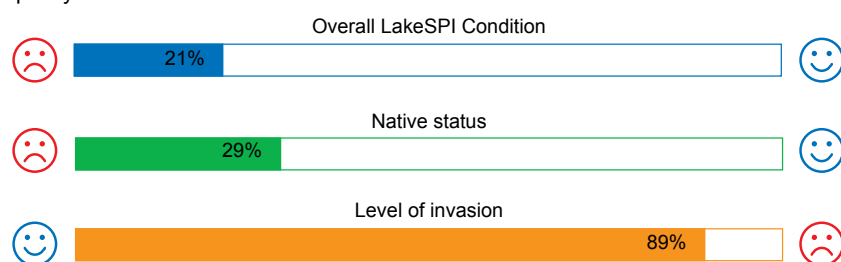 Overall LakeSPI Condition
21%
Native status
29%
Level of invasion
89%